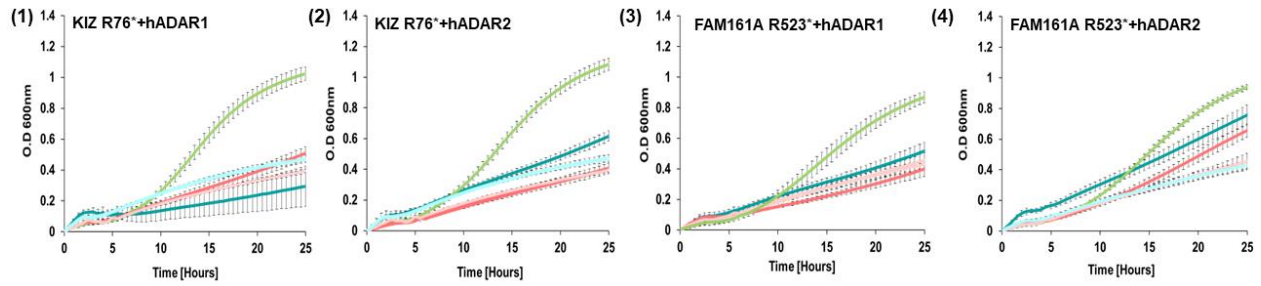 (1) KIZ R76*+hADAR1
1.4
1.2
1
0.8
0.6
0.4
0.2
0
O.D 600nm
0 5 10 15 20 25
Time [Hours]
(2) KIZ R76*+hADAR2
1.4
1.2
1
0.8
0.6
0.4
0.2
0
O.D 600nm
0 5 10 15 20 25
Time [Hours]
(3) FAM161A R523*+hADAR1
1.4
1.2
1
0.8
0.6
0.4
0.2
0
O.D 600nm
0 5 10 15 20 25
Time [Hours]
(4) FAM161A R523*+hADAR2
1.4
1.2
1
0.8
0.6
0.4
0.2
0
O.D 600nm
0 5 10 15 20 25
Time [Hours]